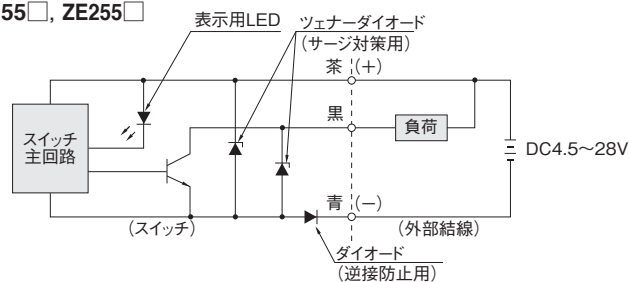 55□, ZE255□
表示用LED
ツェナーダイオード
(サージ対策用)
茶 (+)
黒
負荷
スイッチ
主回路
DC4.5〜28V
青 (−)
(スイッチ)
(外部結線)
ダイオード
(逆接防止用)